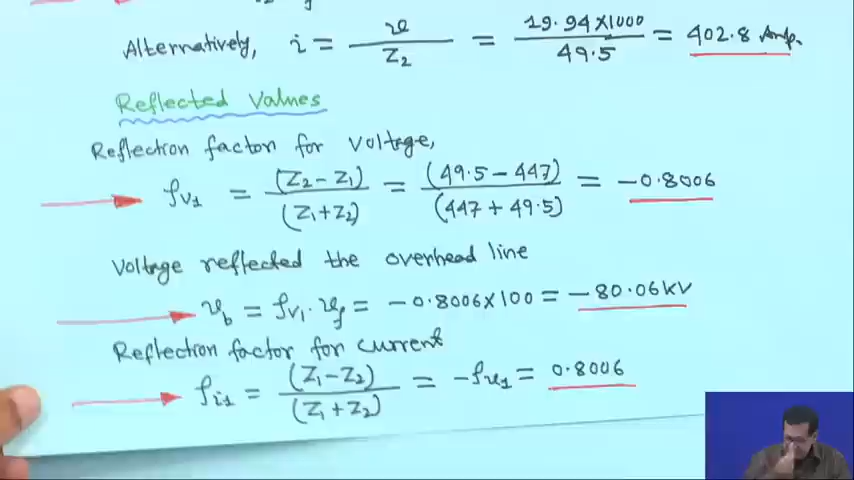 Alternatively, i = v / Z₂ = 19.94×1000 / 49.5 = 402.8 Amp.
Reflected Values
Reflection factor for voltage,
ρv₁ = (Z₂ - Z₁) / (Z₁+Z₂) = (49.5 - 447) / (447 + 49.5) = -0.8006
Voltage reflected the overhead line
v_b = ρv₁ . v_f = -0.8006×100 = -80.06 kV
Reflection factor for current
ρi₁ = (Z₁-Z₂) / (Z₁+Z₂) = -ρv₁ = 0.8006